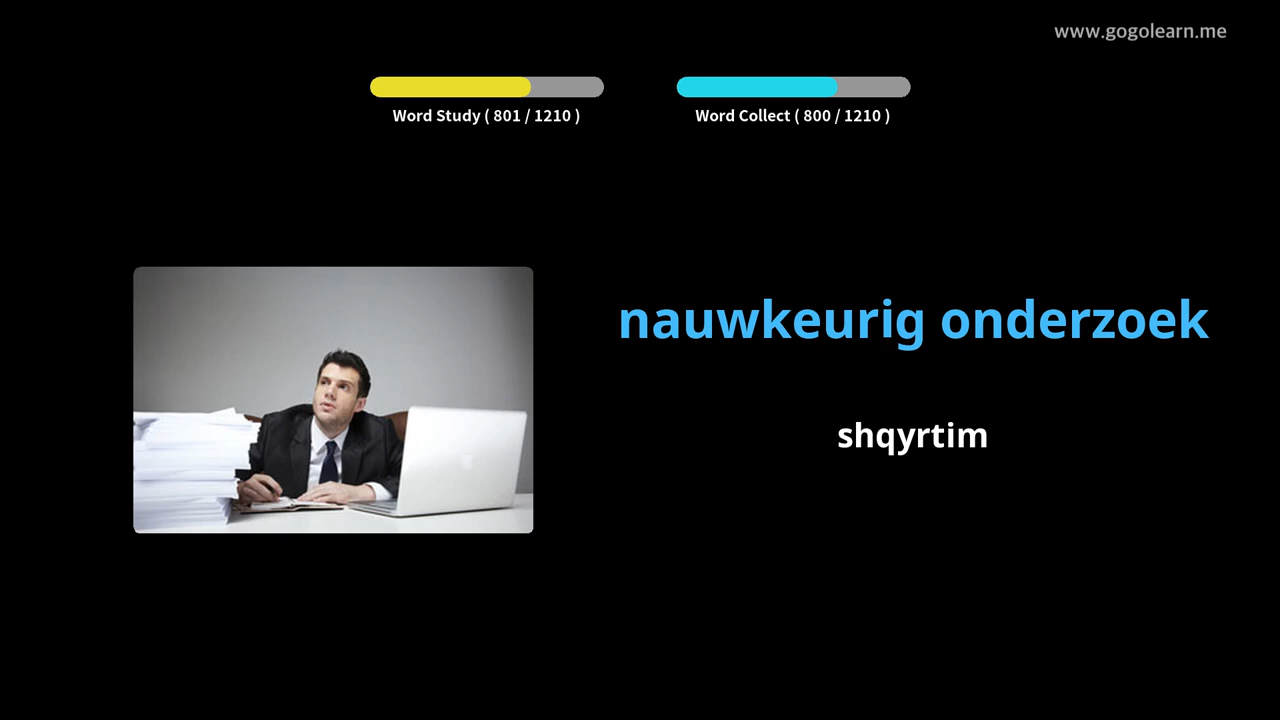 www.gogolearn.me
Word Study ( 801 / 1210 )
Word Collect ( 800 / 1210 )
nauwkeurig onderzoek
shqyrtim